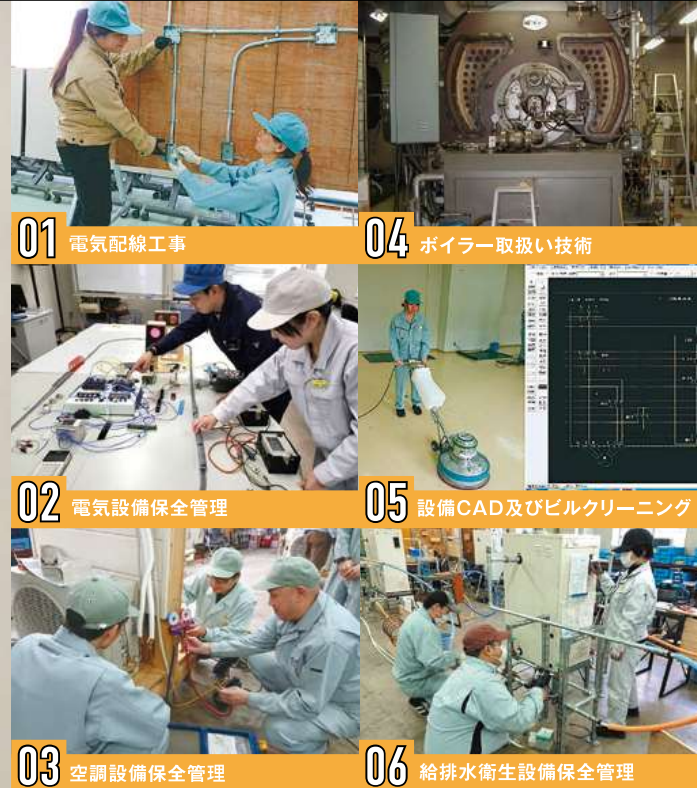 01 電気配線工事
02 電気設備保全管理
03 空調設備保全管理
04 ボイラー取扱い技術
05 設備CAD及びビルクリーニング
06 給排水衛生設備保全管理